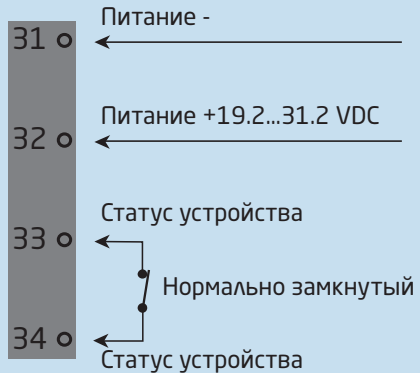 31
Питание -
32
Питание +19.2...31.2 VDC
Статус устройства
33
Нормально замкнутый
34
Статус устройства